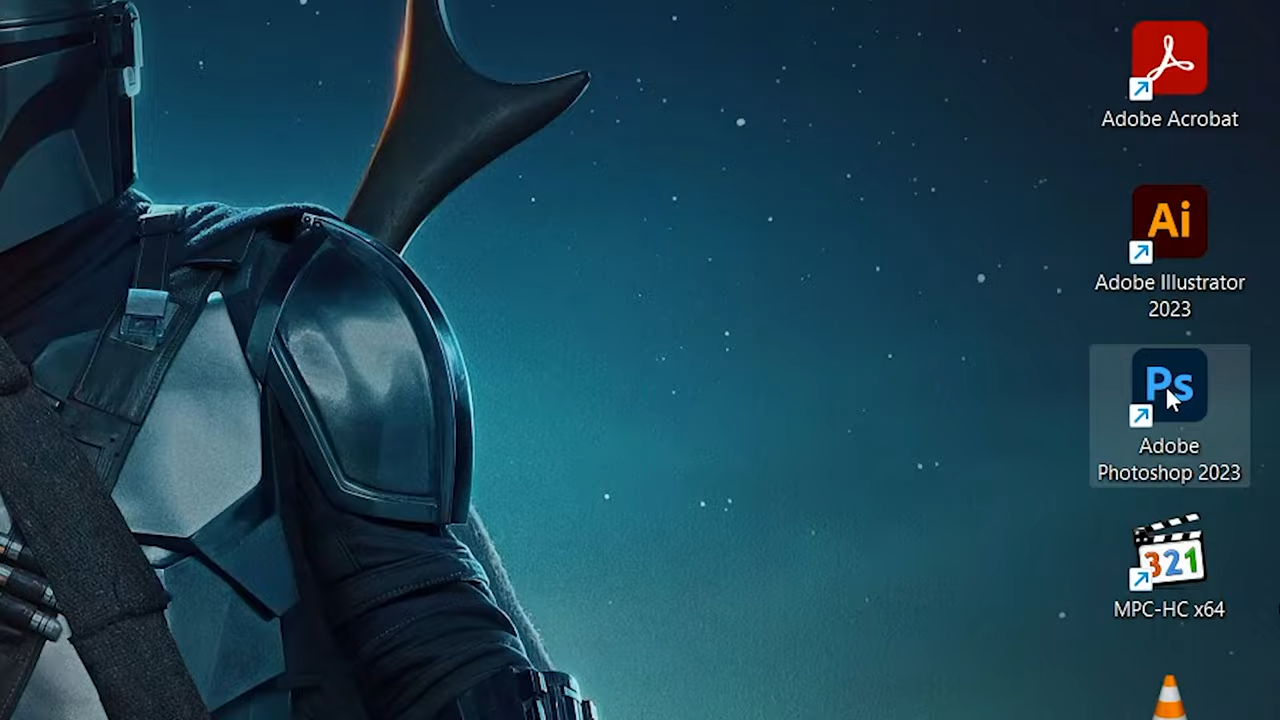 Adobe Acrobat
Ai
Adobe Illustrator
2023
Ps
Adobe
Photoshop 2023
321
MPC-HC x64